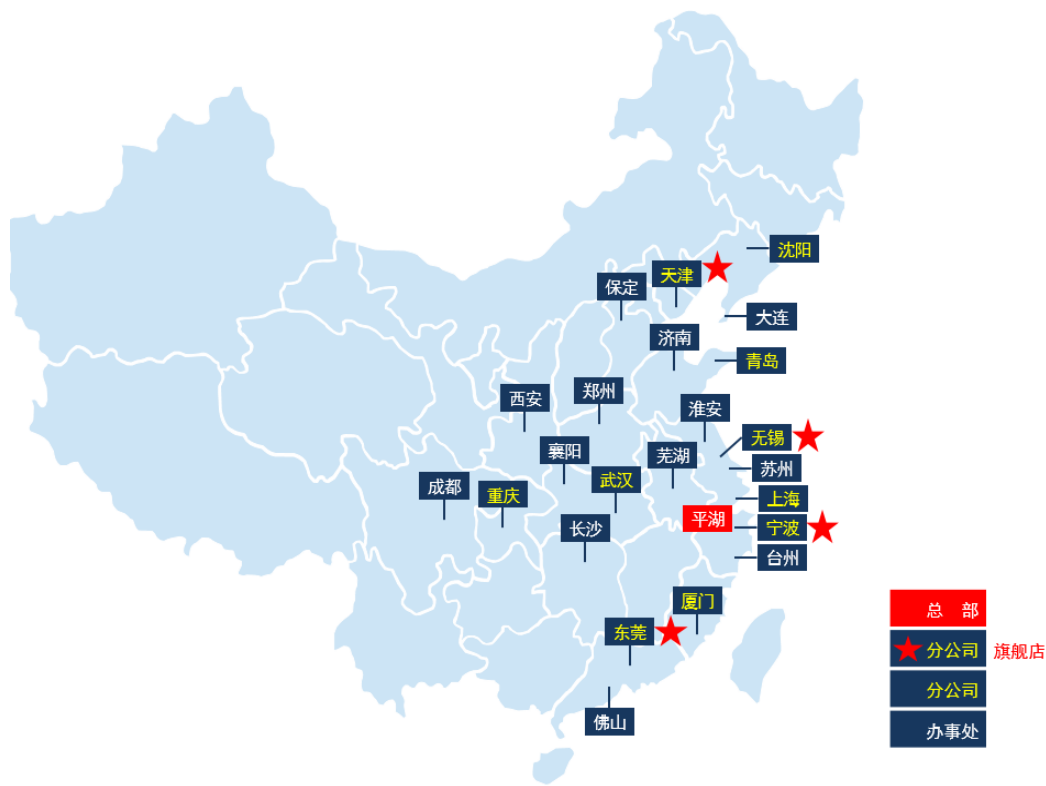 沈阳
天津
保定
大连
济南
青岛
郑州
西安
淮安
无锡
襄阳
芜湖
苏州
武汉
成都
重庆
上海
平湖
宁波
长沙
台州
厦门
东莞
佛山
总 部
分公司 旗舰店
分公司
办事处